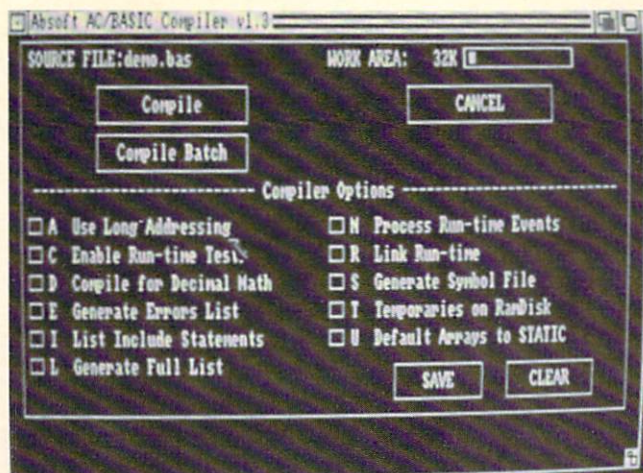 Absoft AC/BASIC Compiler v1.3
SOURCE FILE:demo.bas
WORK AREA: 32K
Compile
CANCEL
Compile Batch
Compiler Options
A Use Long Addressing
C Enable Run-time Tests
D Compile for Decimal Math
E Generate Errors List
I List Include Statements
L Generate Full List
N Process Run-time Events
R Link Run-time
S Generate Symbol File
T Temporaries on RamDisk
U Default Arrays to STATIC
SAVE
CLEAR